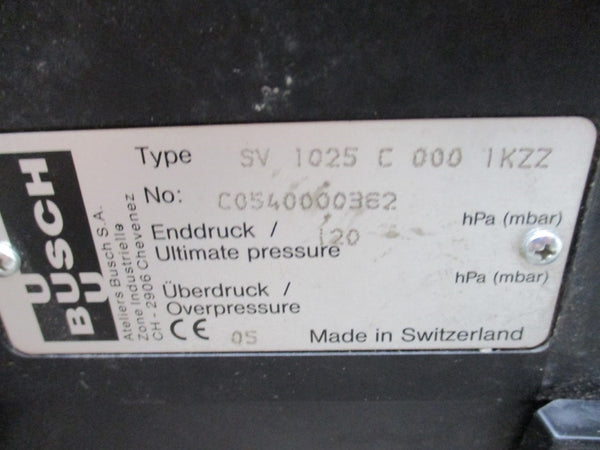 U
BUSCH
BU
Ateliers Busch S.A.
Zone industrielle
CH - 2906 Chevenez
Type SV 1025 C 000 1KZZ
No: C0540000362
Enddruck /
Ultimate pressure 120 hPa (mbar)
Überdruck /
Overpressure hPa (mbar)
CE 05 Made in Switzerland